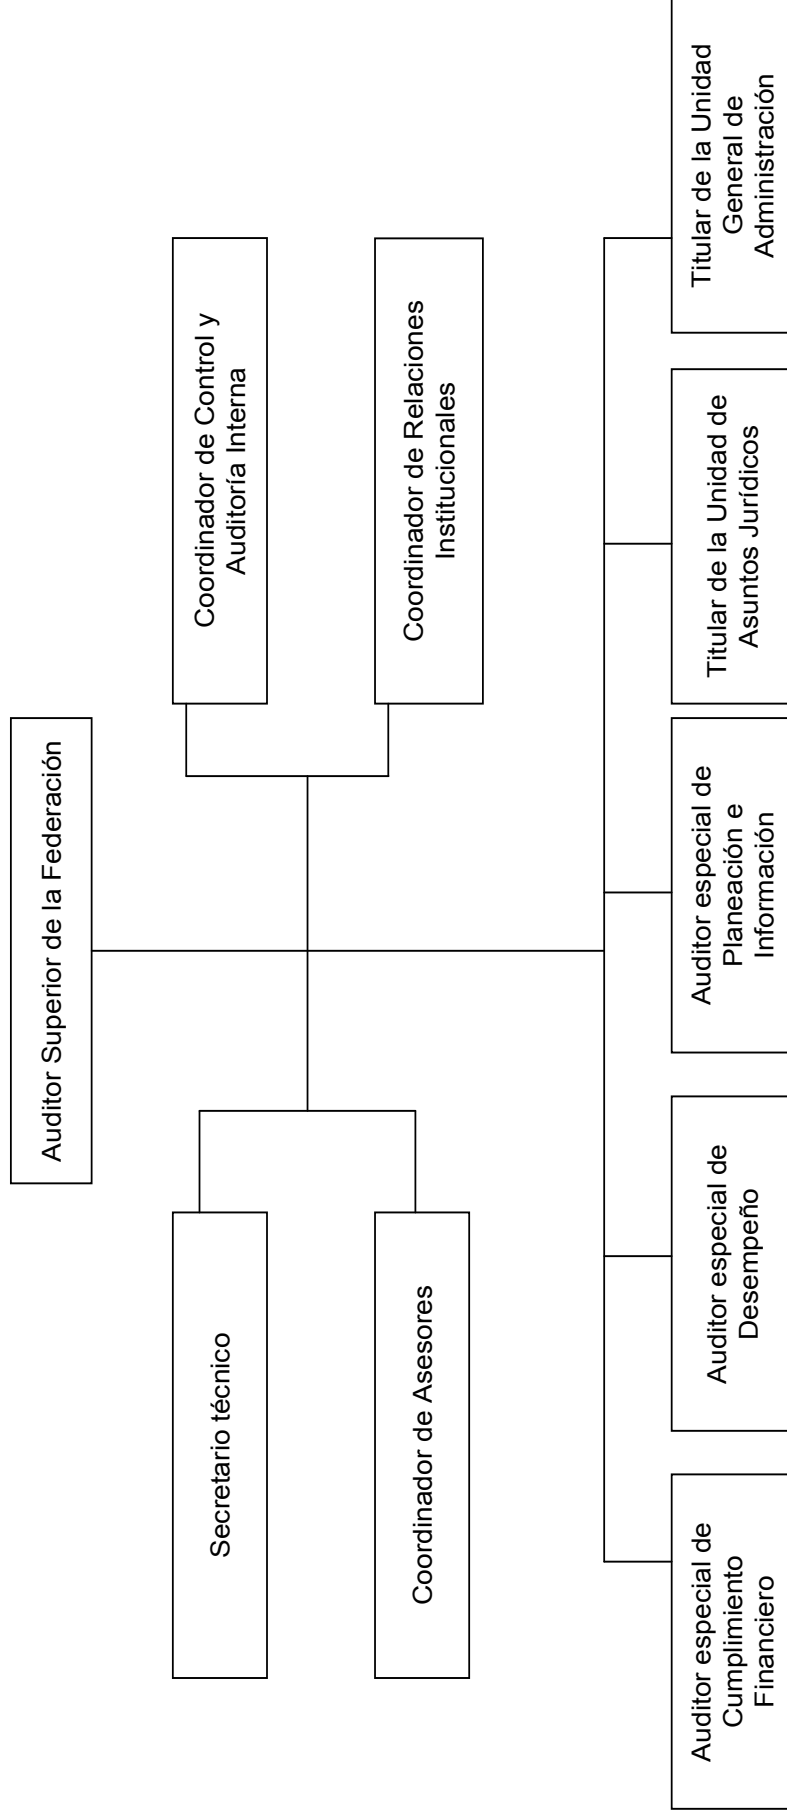 Auditor Superior de la Federación
Secretario técnico
Coordinador de Control y
Auditoría Interna
Coordinador de Asesores
Coordinador de Relaciones
Institucionales
Auditor especial de
Cumplimiento
Financiero
Auditor especial de
Desempeño
Auditor especial de
Planeación e
Información
Titular de la Unidad de
Asuntos Jurídicos
Titular de la Unidad
General de
Administración